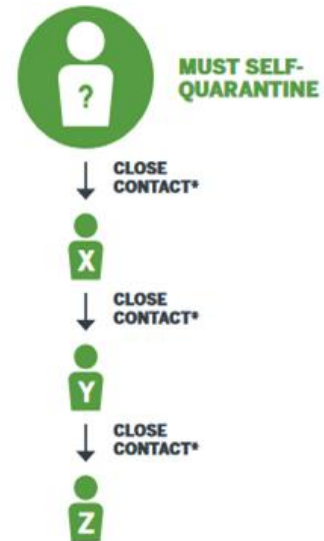 ?
MUST SELF-
QUARANTINE
CLOSE
CONTACT*
X
CLOSE
CONTACT*
Y
CLOSE
CONTACT*
Z